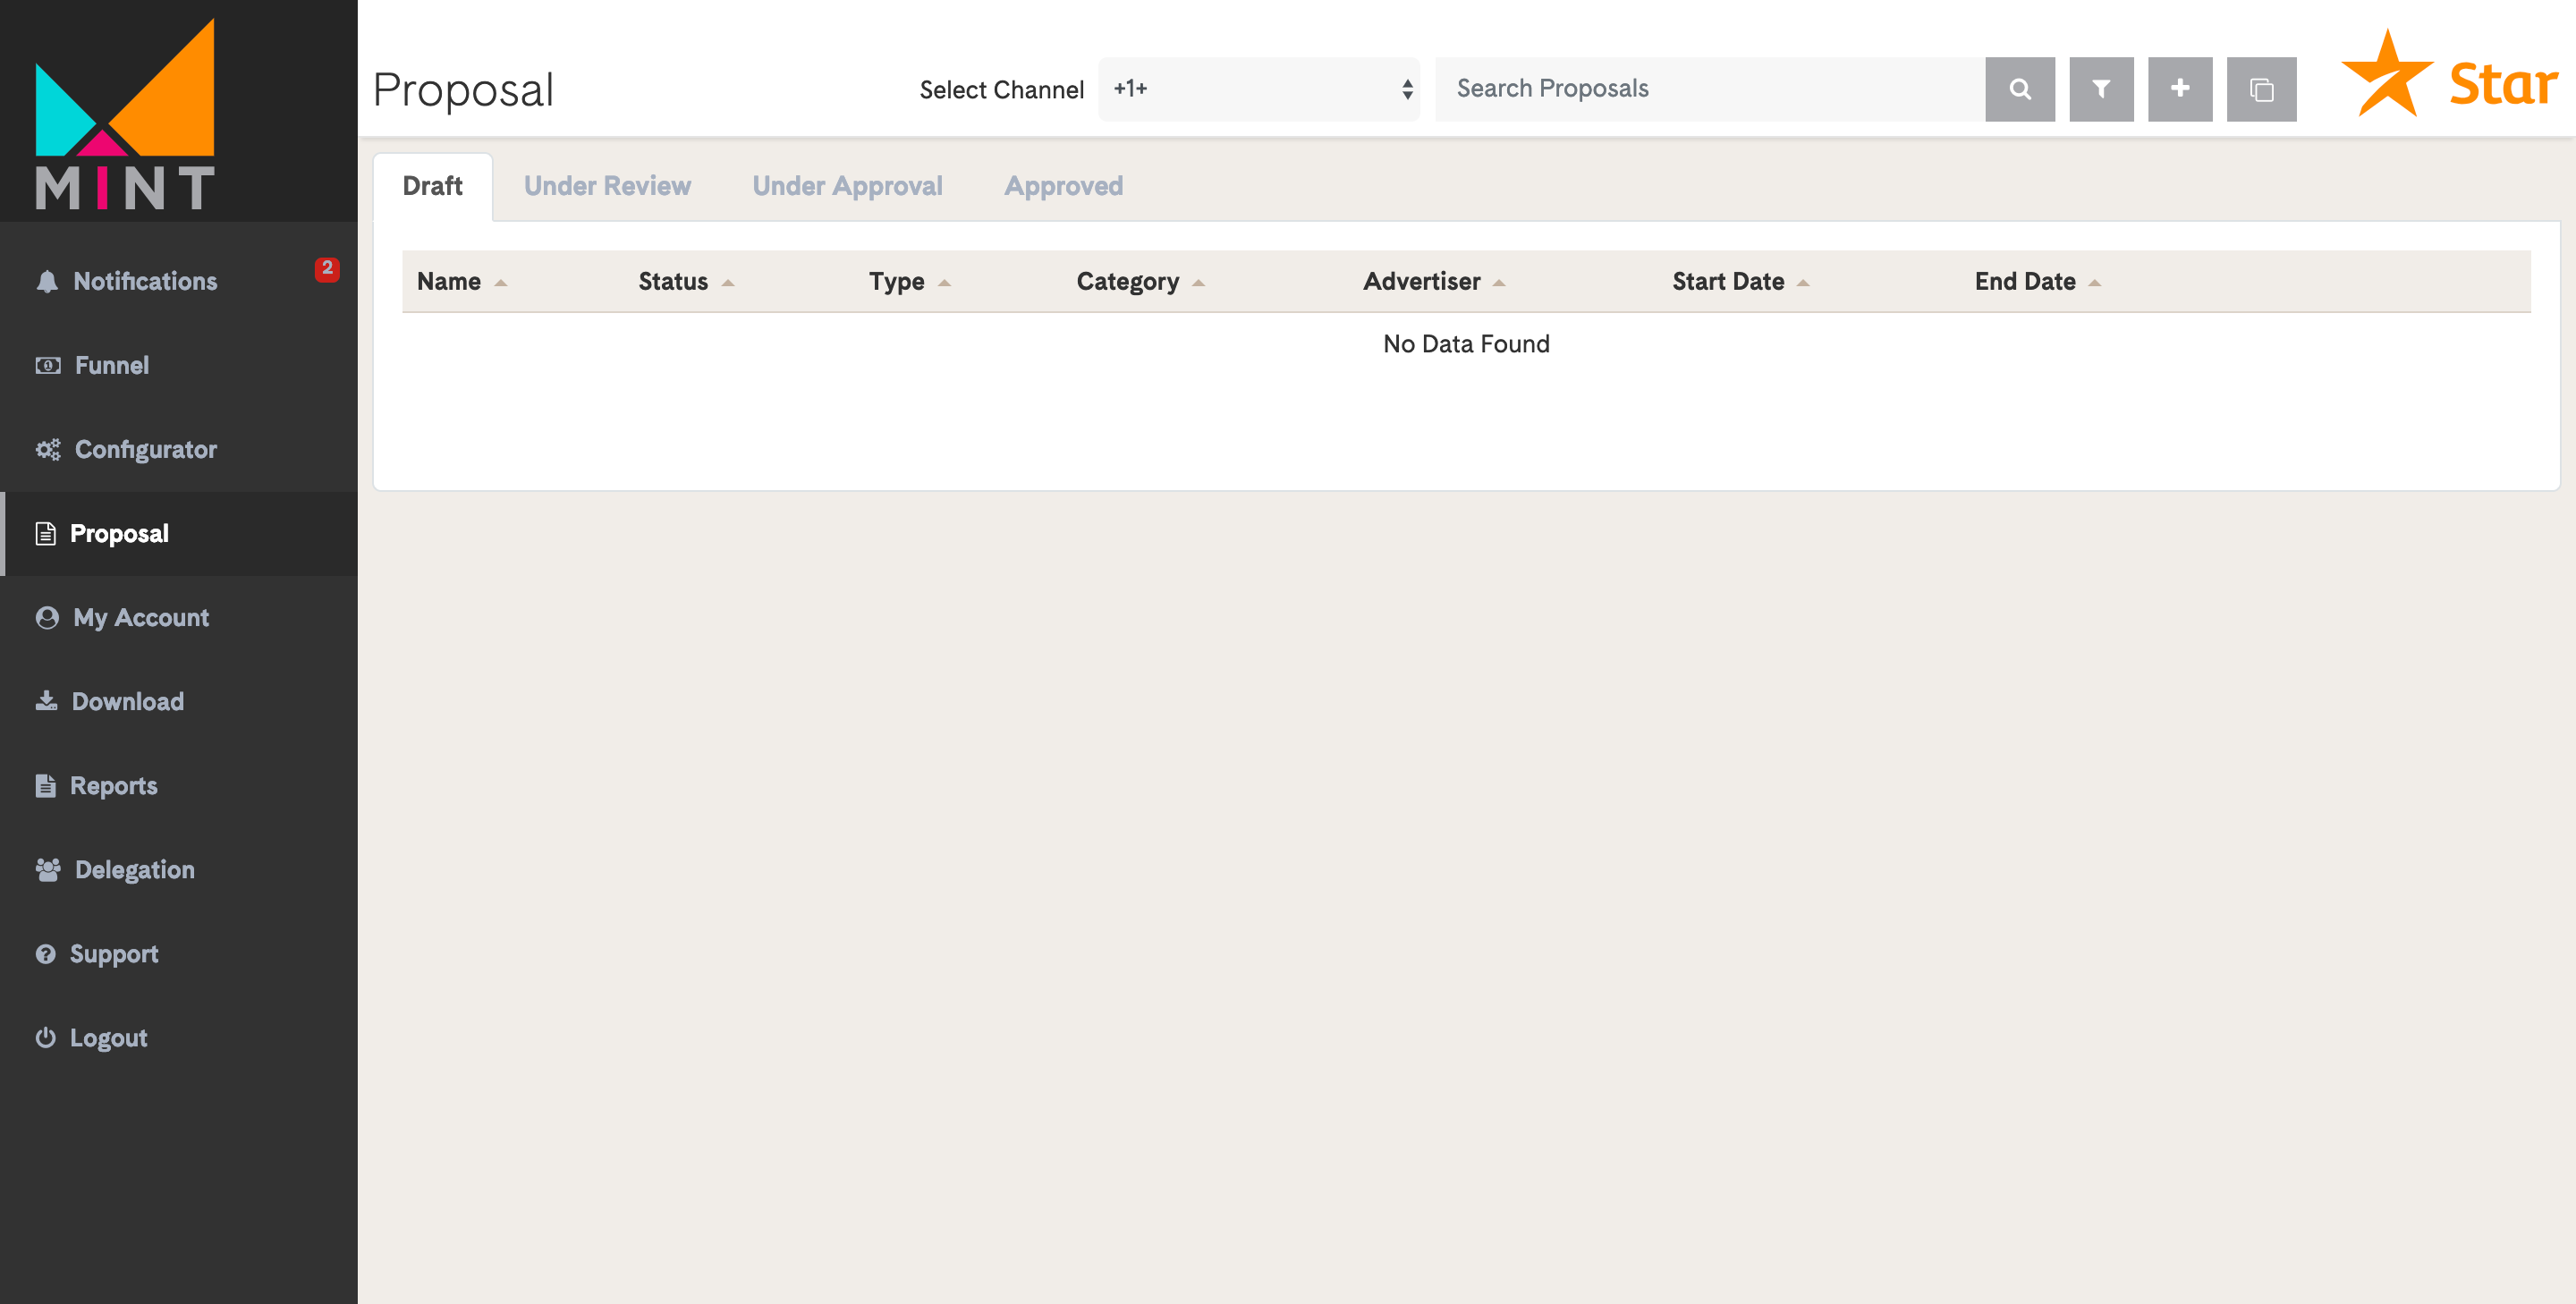 MINT
Notifications 2
Funnel
Configurator
Proposal
My Account
Download
Reports
Delegation
Support
Logout
Proposal Select Channel +1+ Search Proposals Star
Draft Under Review Under Approval Approved
Name Status Type Category Advertiser Start Date End Date
No Data Found